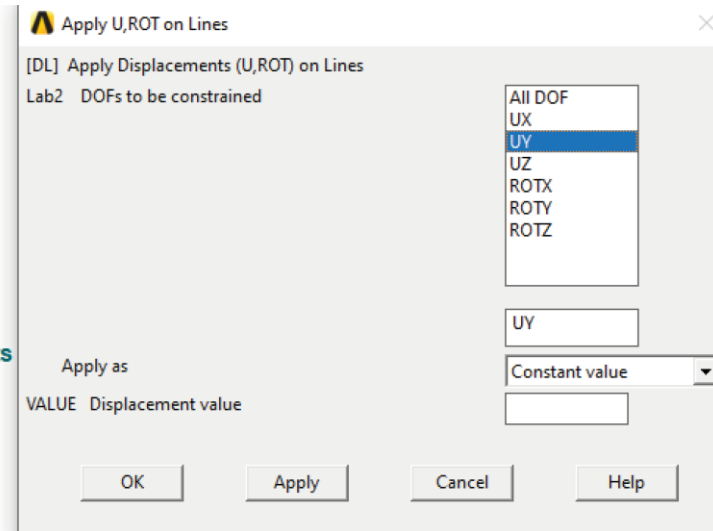 Apply U,ROT on Lines
[DL] Apply Displacements (U,ROT) on Lines
Lab2 DOFs to be constrained
All DOF
UX
UY
UZ
ROTX
ROTY
ROTZ
UY
Apply as Constant value
VALUE Displacement value
OK Apply Cancel Help